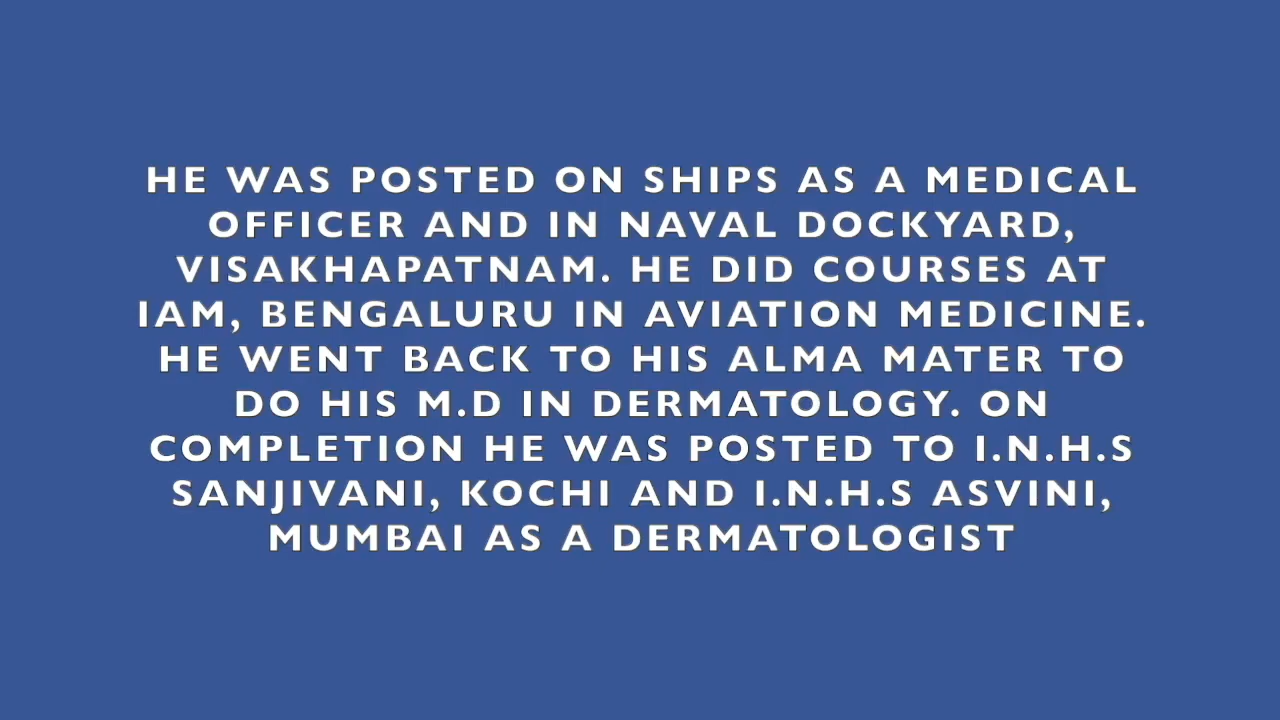 HE WAS POSTED ON SHIPS AS A MEDICAL
OFFICER AND IN NAVAL DOCKYARD,
VISAKHAPATNAM. HE DID COURSES AT
IAM, BENGALURU IN AVIATION MEDICINE.
HE WENT BACK TO HIS ALMA MATER TO
DO HIS M.D IN DERMATOLOGY. ON
COMPLETION HE WAS POSTED TO I.N.H.S
SANJIVANI, KOCHI AND I.N.H.S ASVINI,
MUMBAI AS A DERMATOLOGIST